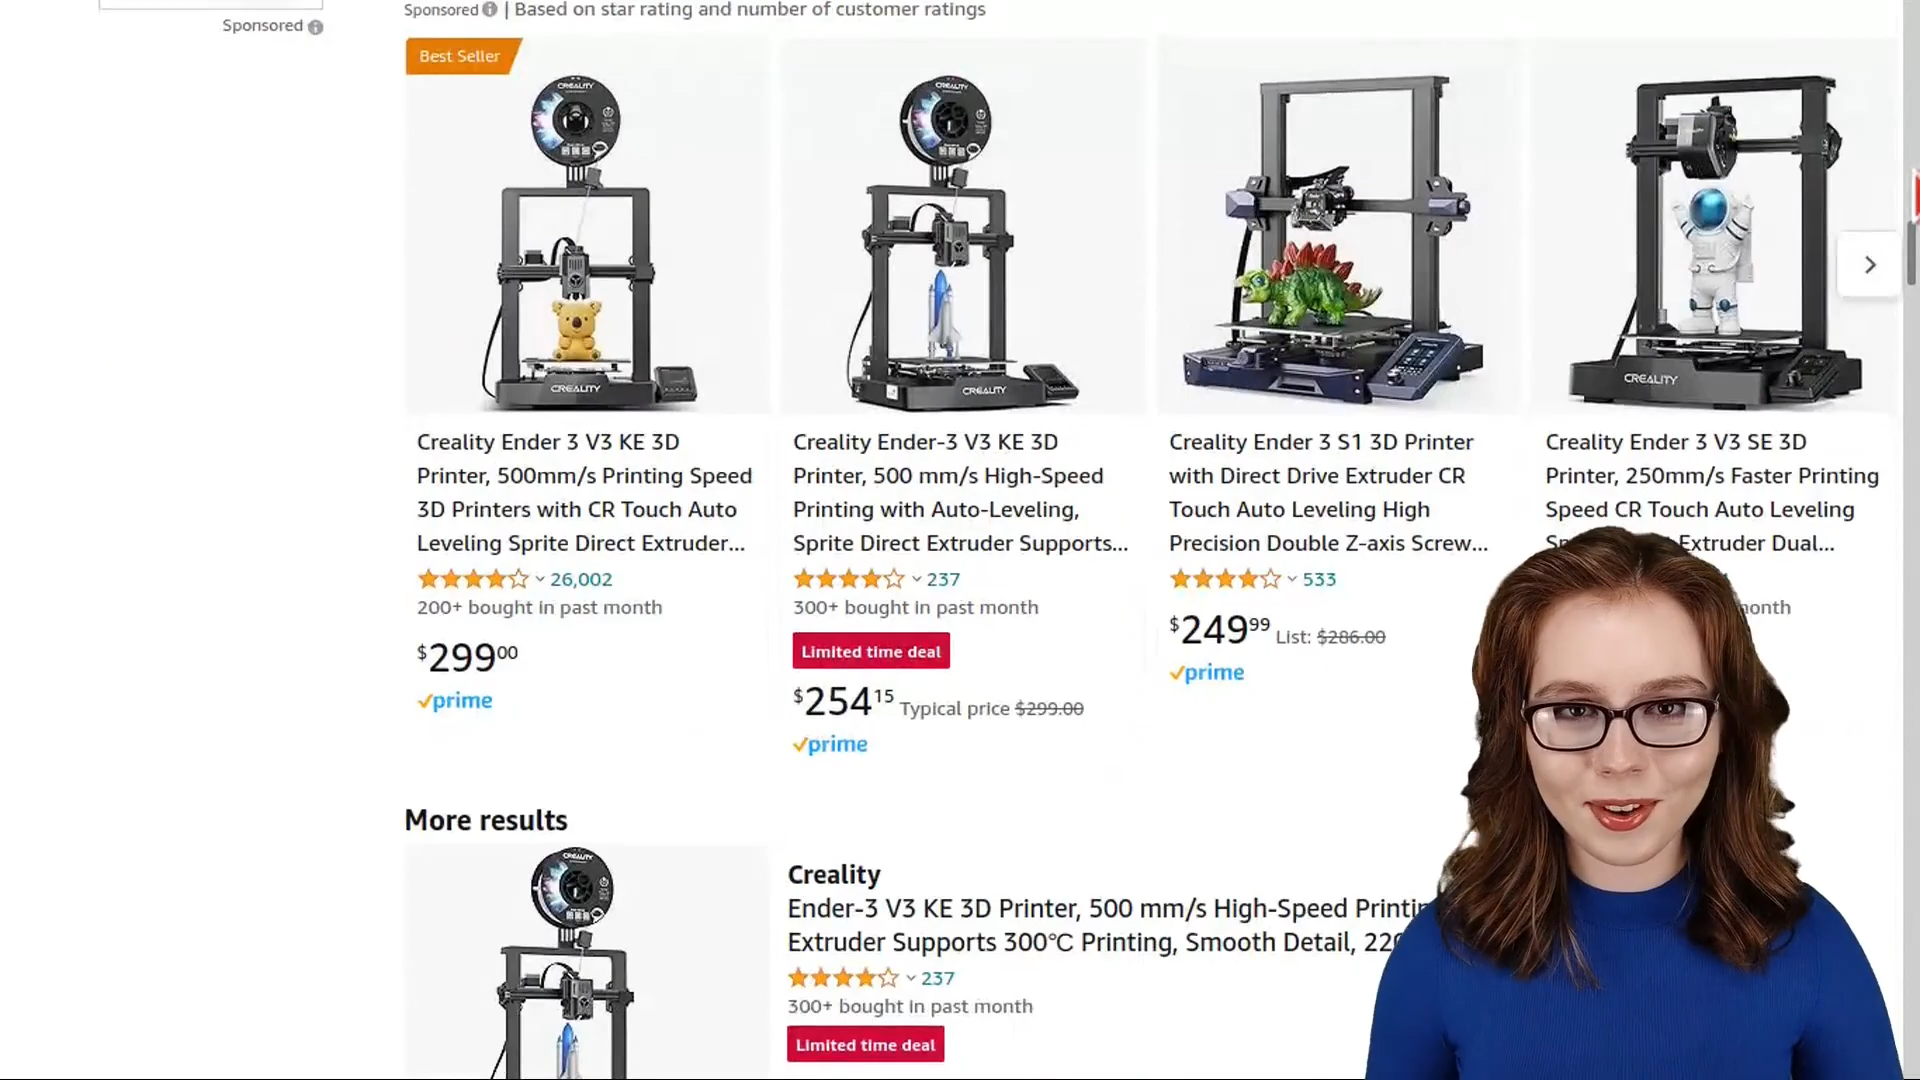 Sponsored
Sponsored | Based on star rating and number of customer ratings
Best Seller
CREALITY
CREALITY
CREALITY
CREALITY
CREALITY
CREALITY
Creality Ender 3 V3 KE 3D
Printer, 500mm/s Printing Speed
3D Printers with CR Touch Auto
Leveling Sprite Direct Extruder...
26,002
200+ bought in past month
$299.00
prime
Creality Ender-3 V3 KE 3D
Printer, 500 mm/s High-Speed
Printing with Auto-Leveling,
Sprite Direct Extruder Supports...
237
300+ bought in past month
Limited time deal
$254.15 Typical price $299.00
prime
Creality Ender 3 S1 3D Printer
with Direct Drive Extruder CR
Touch Auto Leveling High
Precision Double Z-axis Screw...
533
$249.99 List: $286.00
prime
Creality Ender 3 V3 SE 3D
Printer, 250mm/s Faster Printing
Speed CR Touch Auto Leveling
Extruder Dual...
More results
CREALITY
Creality
Ender-3 V3 KE 3D Printer, 500 mm/s High-Speed
Extruder Supports 300℃ Printing, Smooth Detail,
237
300+ bought in past month
Limited time deal